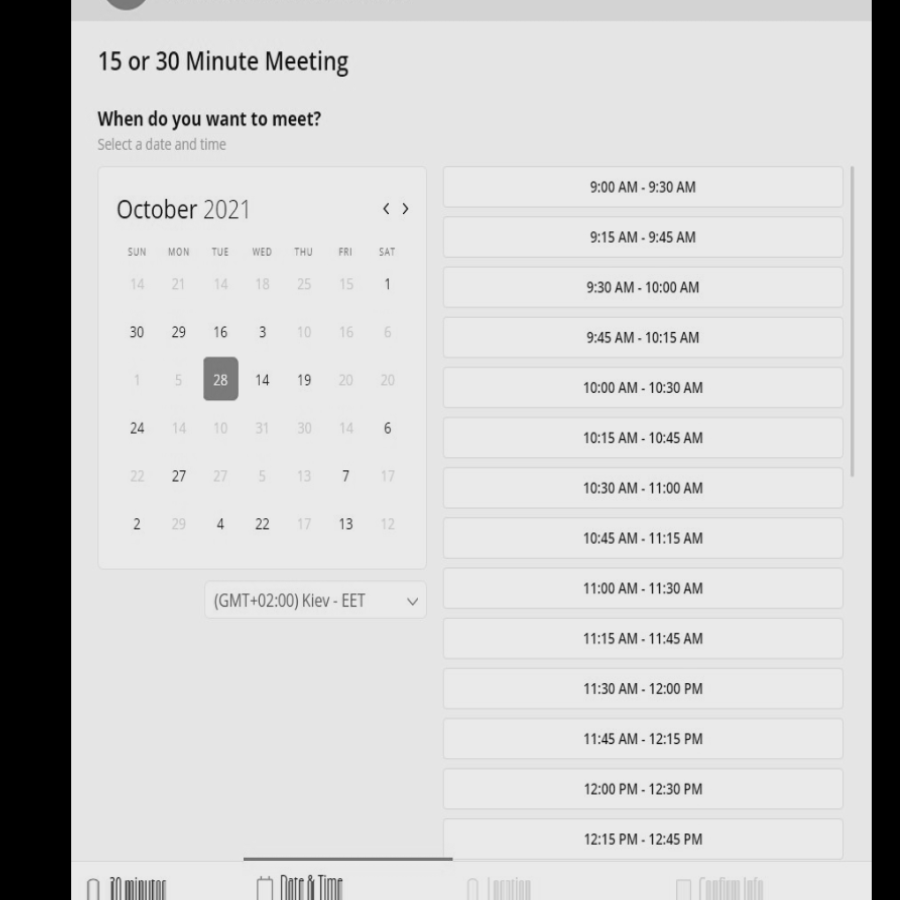 15 or 30 Minute Meeting
When do you want to meet?
Select a date and time
October 2021
SUN MON TUE WED THU FRI SAT
14 21 14 18 25 15 1
30 29 16 3 10 16 6
1 5 28 14 19 20 20
24 14 10 31 30 14 6
22 27 27 5 13 7 17
2 29 4 22 17 13 12
(GMT+02:00) Kiev - EET
9:00 AM - 9:30 AM
9:15 AM - 9:45 AM
9:30 AM - 10:00 AM
9:45 AM - 10:15 AM
10:00 AM - 10:30 AM
10:15 AM - 10:45 AM
10:30 AM - 11:00 AM
10:45 AM - 11:15 AM
11:00 AM - 11:30 AM
11:15 AM - 11:45 AM
11:30 AM - 12:00 PM
11:45 AM - 12:15 PM
12:00 PM - 12:30 PM
12:15 PM - 12:45 PM
30 minutes Date & Time Location Confirm Info